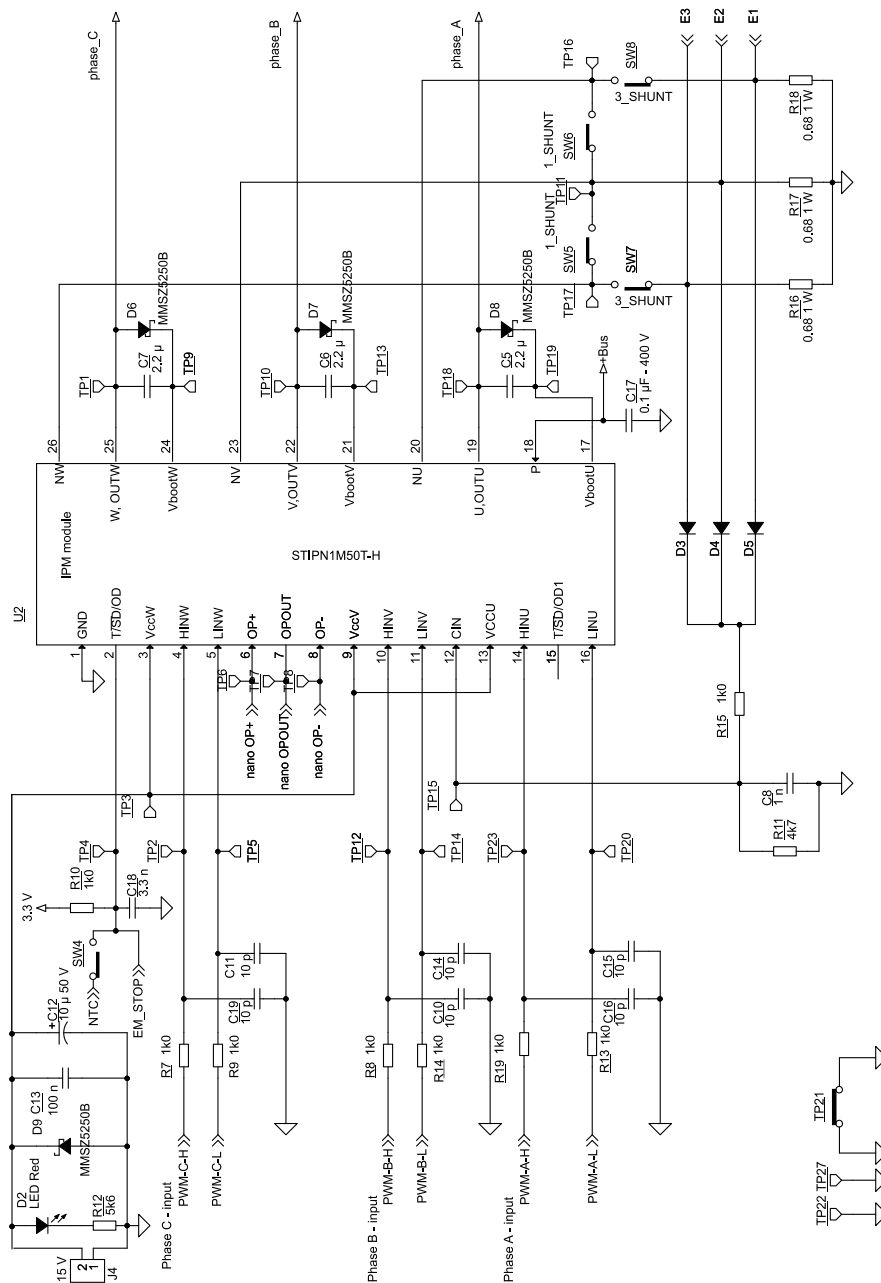 15 V
J4
2
1
D2
LED Red
R12
5k6
D9
MMSZ5250B
C13
100 n
+
C12
10 µ 50 V
3.3 V
NTC
SW4
EM_STOP
R10
1k0
C18
3.3 n
TP4
TP3
Phase C - input
PWM-C-H
PWM-C-L
R7 1k0
R9 1k0
C19
10 p
C11
10 p
TP2
TP5
TP6
TP7
TP8
nano OP+
nano OPOUT
nano OP-
Phase B - input
PWM-B-H
PWM-B-L
R8 1k0
R14 1k0
C10
10 p
C14
10 p
TP12
TP14
TP15
Phase A - input
PWM-A-H
PWM-A-L
R19 1k0
R13 1k0
C16
10 p
C15
10 p
TP23
TP20
U2
IPM module
STIPN1M50T-H
1
GND
2
T/SD/OD
3
VccW
4
HINW
5
LINW
6
OP+
7
OPOUT
8
OP-
9
VccV
10
HINV
11
LINV
12
CIN
13
VCCU
14
HINU
15
T/SD/OD1
16
LINU
26
NW
25
W, OUTW
24
VbootW
23
NV
22
V,OUTV
21
VbootV
20
NU
19
U,OUTU
18
P
17
VbootU
TP1
C7
2.2 µ
TP9
D6
MMSZ5250B
phase_C
TP10
C6
2.2 µ
TP13
D7
MMSZ5250B
phase_B
TP18
C5
2.2 µ
TP19
D8
MMSZ5250B
phase_A
+Bus
C17
0.1 µF - 400 V
TP17
SW5
1_SHUNT
TP11
SW6
1_SHUNT
TP16
SW7
3_SHUNT
SW8
3_SHUNT
E3
E2
E1
R16
0.68 1 W
R17
0.68 1 W
R18
0.68 1 W
D3
D4
D5
R15 1k0
C8
1 n
R11
4k7
TP22
TP27
TP21